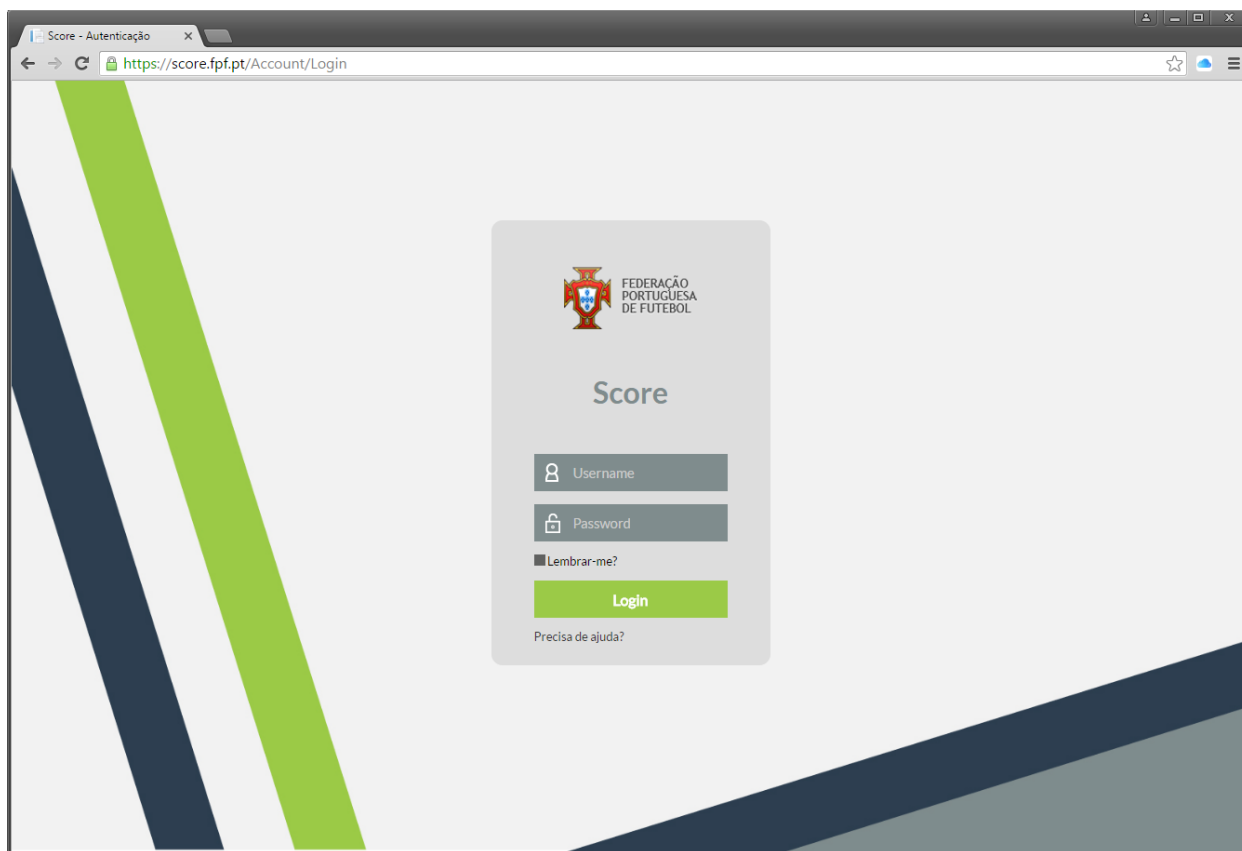 Score - Autenticação
https://score.fpf.pt/Account/Login
FEDERAÇÃO
PORTUGUESA
DE FUTEBOL
Score
Username
Password
Lembrar-me?
Login
Precisa de ajuda?